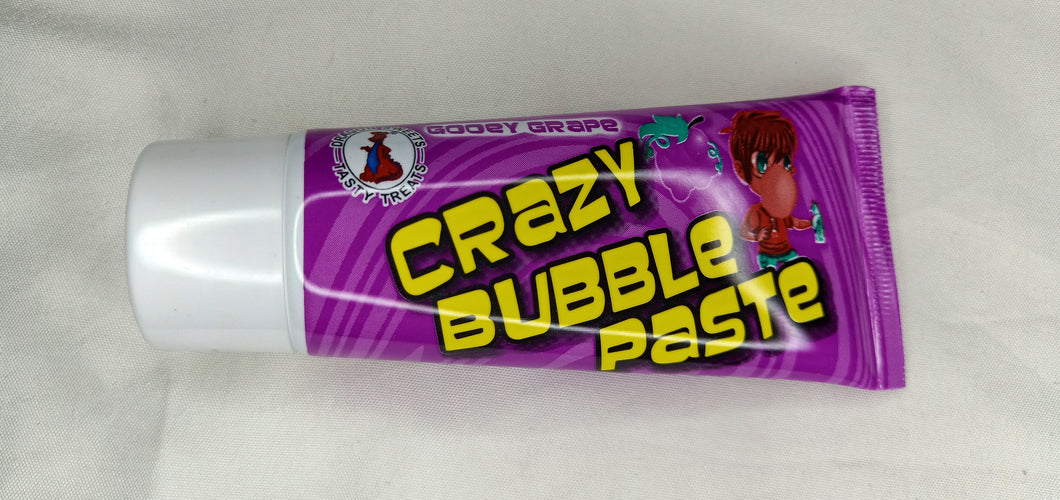 GOOEY GRAPE
TASTY TREATS
CRAZY
BUBBLE
PASTE